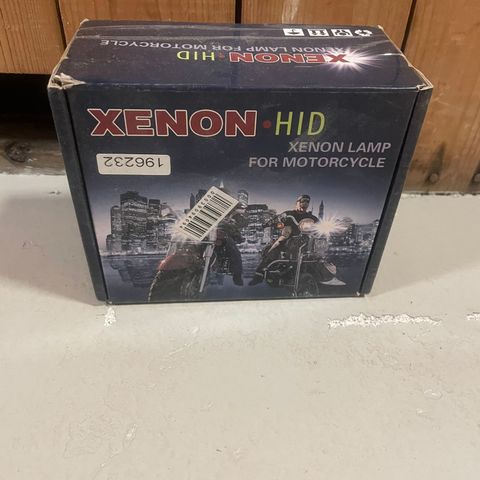 XENON LAMP FOR MOTORCYCLE
XENON·HID
XENON·HID
XENON LAMP
FOR MOTORCYCLE
196232